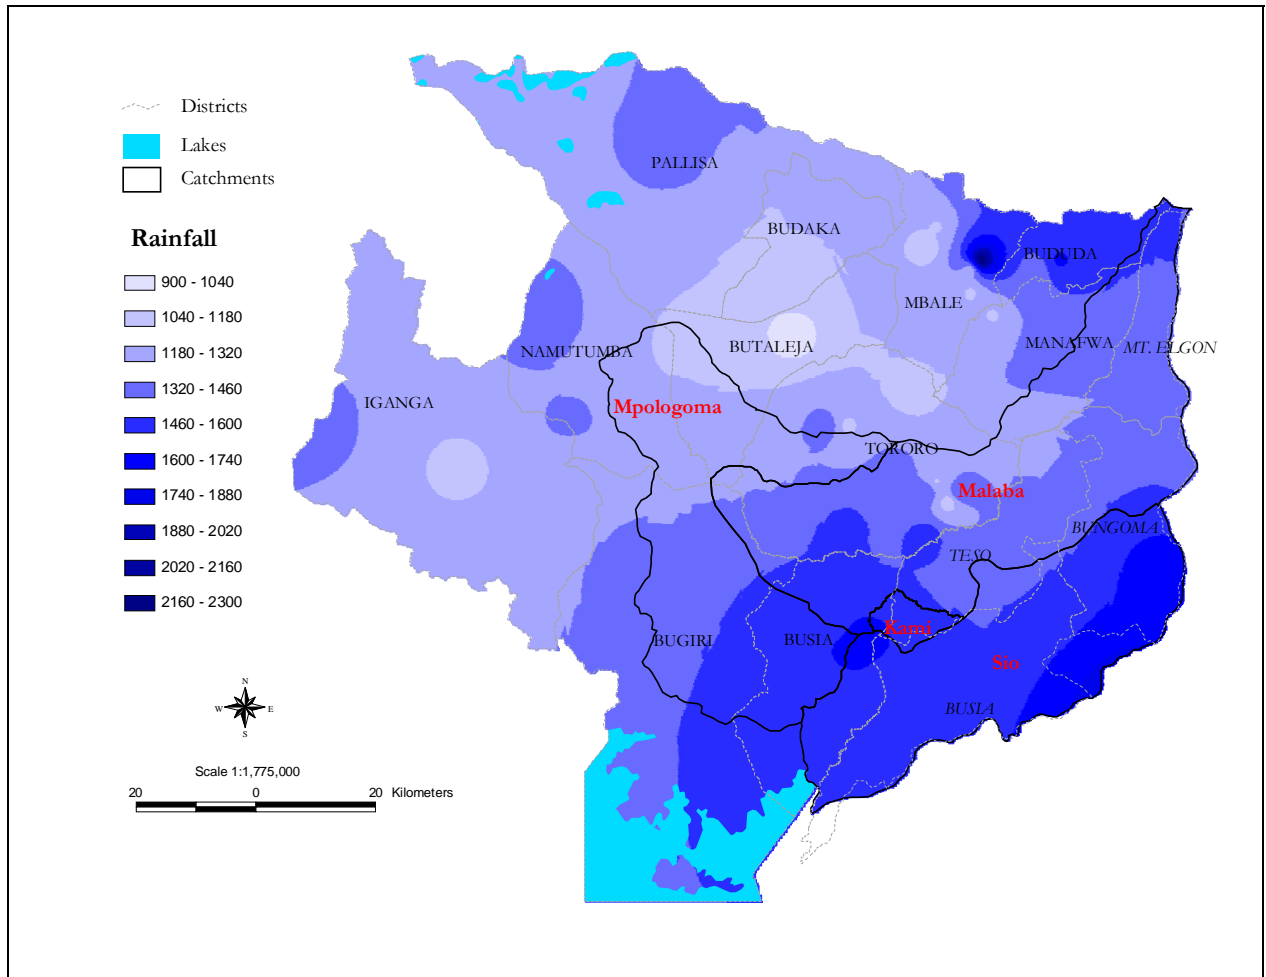 Districts
Lakes
Catchments
Rainfall
900 - 1040
1040 - 1180
1180 - 1320
1320 - 1460
1460 - 1600
1600 - 1740
1740 - 1880
1880 - 2020
2020 - 2160
2160 - 2300
PALLISA
BUDAKA
BUDUDA
MBALE
NAMUTUMBA
BUTALEJA
MANAFWA
MT. ELGON
IGANGA
Mpologoma
TORORO
Malaba
BUNGOMA
TESO
BUGIRI
BUSIA
Kami
Sio
BUSIA
N
W
E
S
Scale 1:1,775,000
20 0 20 Kilometers